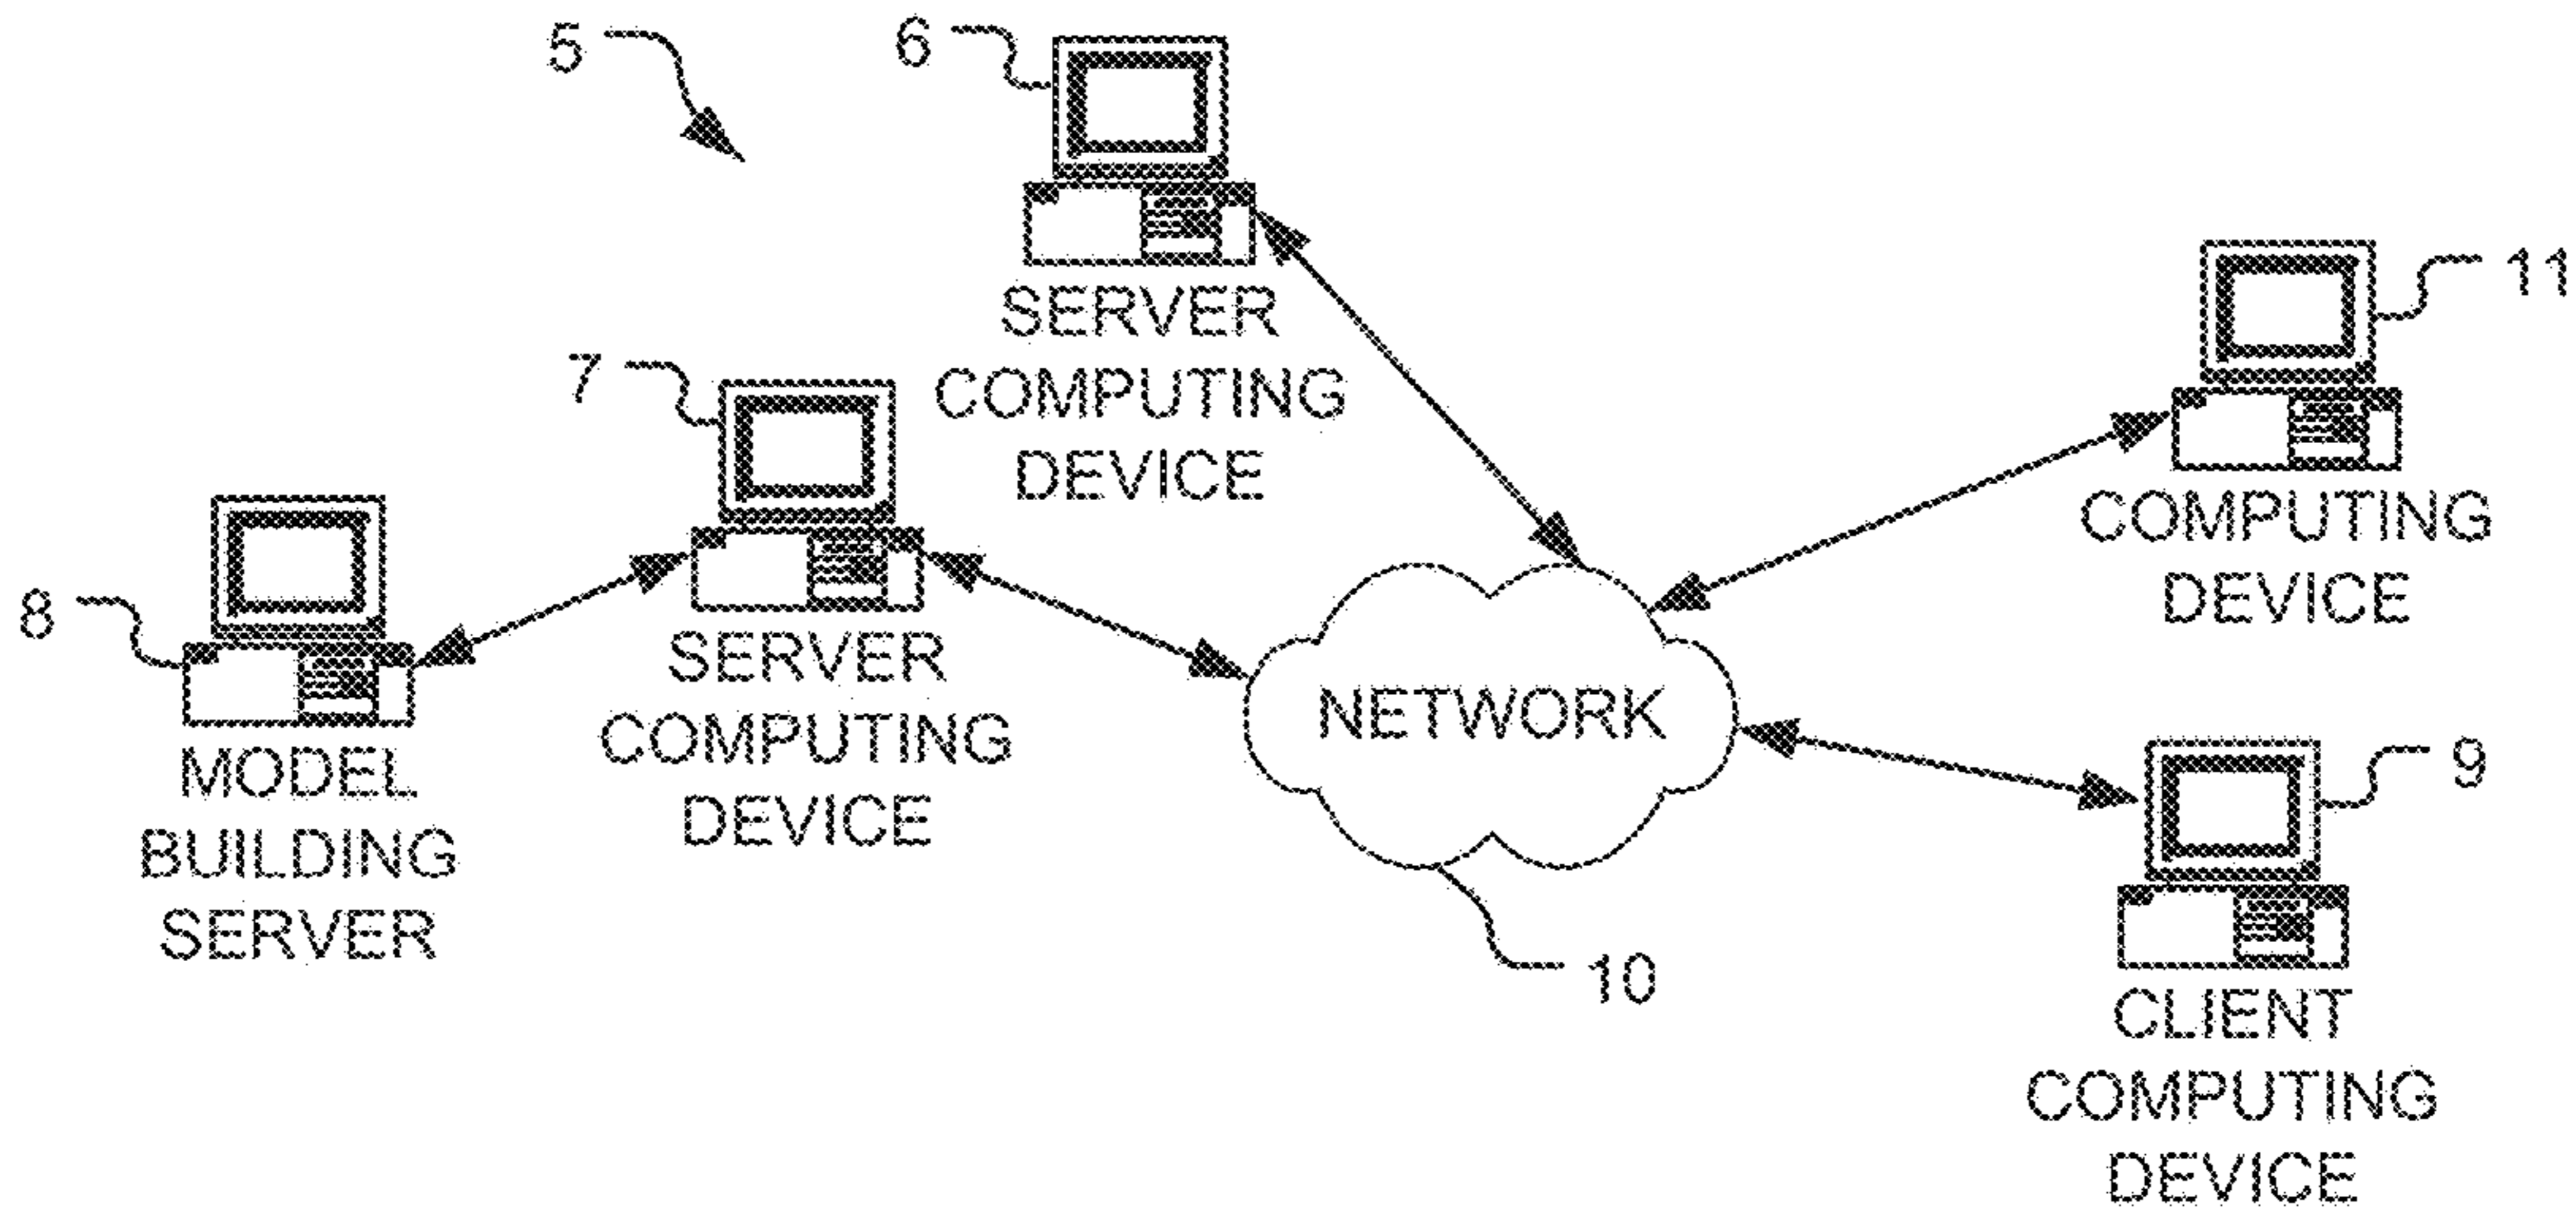 5
6
SERVER
COMPUTING
DEVICE
11
COMPUTING
DEVICE
7
SERVER
COMPUTING
DEVICE
8
MODEL
BUILDING
SERVER
NETWORK
10
9
CLIENT
COMPUTING
DEVICE